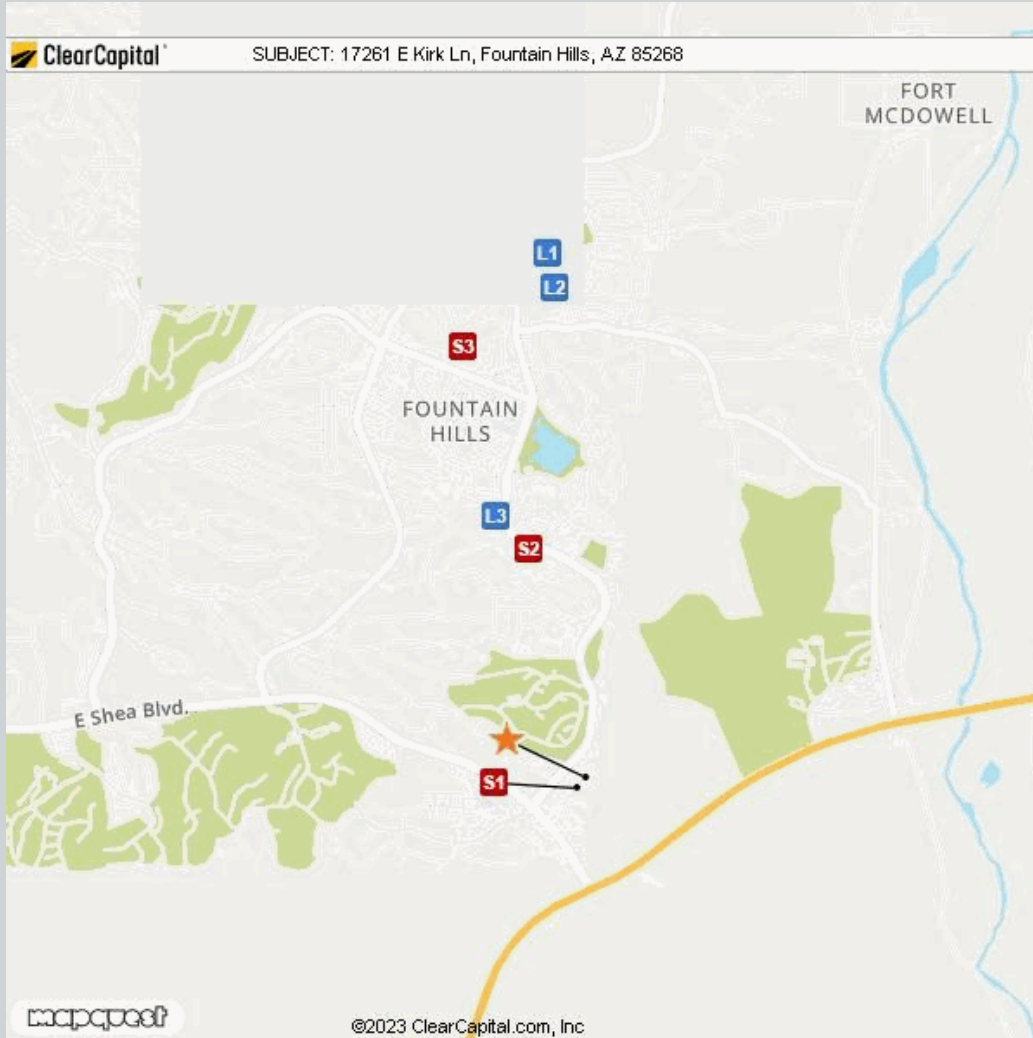 ClearCapital
SUBJECT: 17261 E Kirk Ln, Fountain Hills, AZ 85268
FORT
MCDOWELL
L1
L2
S3
FOUNTAIN
HILLS
L3
S2
E Shea Blvd.
S1
mapquest
©2023 ClearCapital.com, Inc